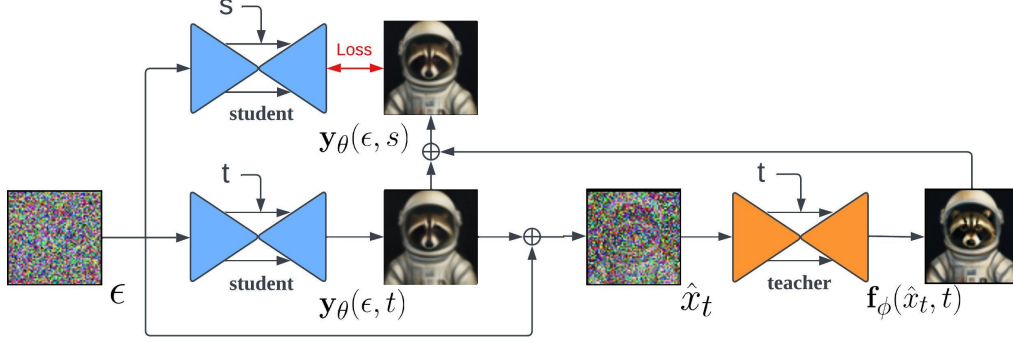 s
Loss
student
𝐲_θ(ϵ, s)
t
t
ϵ
student
𝐲_θ(ϵ, t)
x̂_t
teacher
𝐟_ϕ(x̂_t, t)